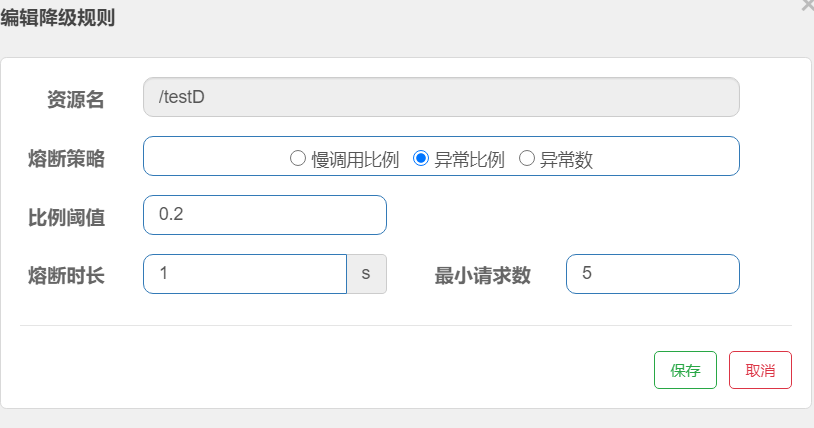 编辑降级规则
×
资源名 /testD
熔断策略 慢调用比例 异常比例 异常数
比例阈值 0.2
熔断时长 1 s 最小请求数 5
保存 取消